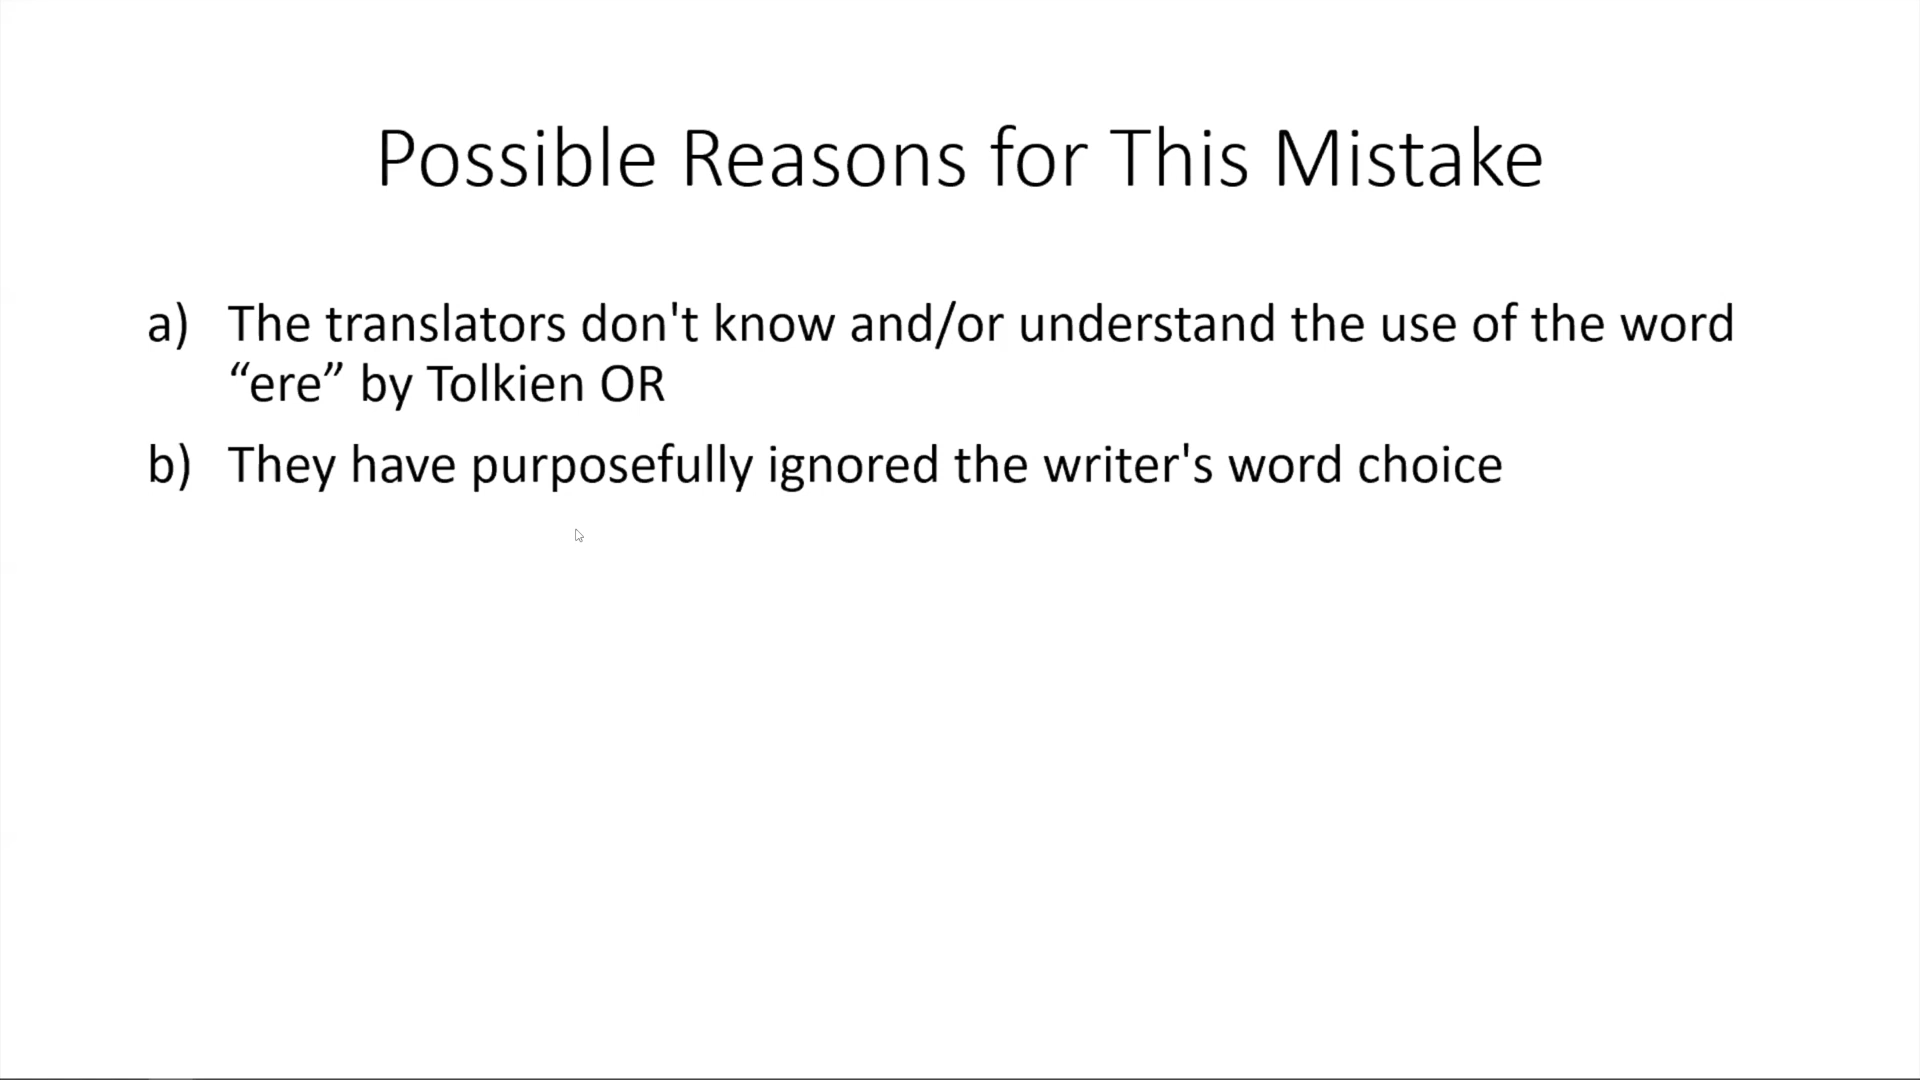 Possible Reasons for This Mistake
a) The translators don't know and/or understand the use of the word
“ere” by Tolkien OR
b) They have purposefully ignored the writer's word choice